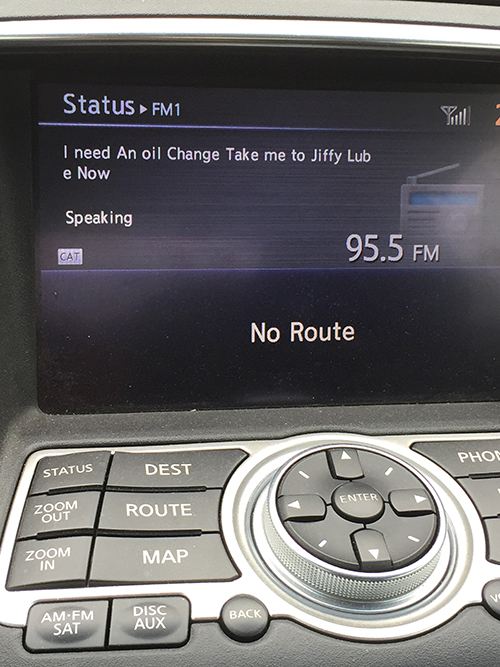 Status ▸ FM1
I need An oil Change Take me to Jiffy Lub
e Now
Speaking
CAT
95.5 FM
No Route
STATUS
DEST
ZOOM
OUT
ROUTE
ZOOM
IN
MAP
AM·FM
SAT
DISC
AUX
BACK
ENTER